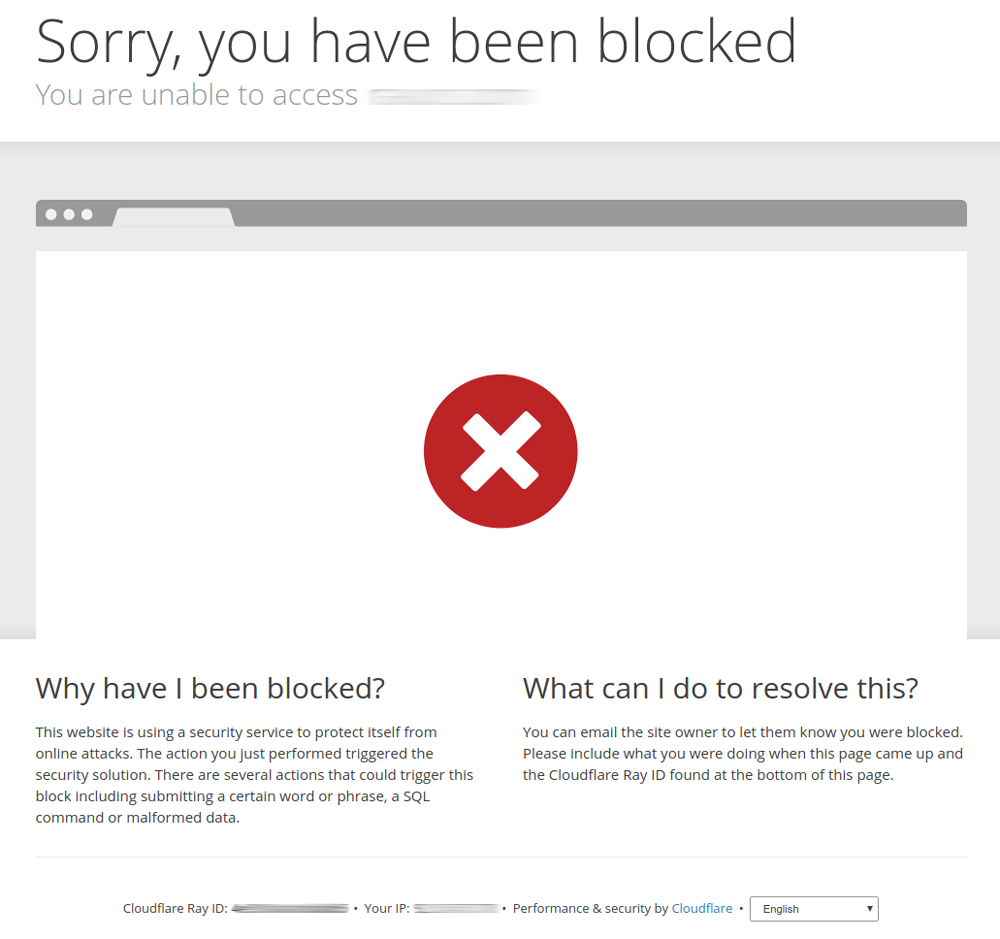 Sorry, you have been blocked
You are unable to access
Why have I been blocked?
This website is using a security service to protect itself from
online attacks. The action you just performed triggered the
security solution. There are several actions that could trigger this
block including submitting a certain word or phrase, a SQL
command or malformed data.
What can I do to resolve this?
You can email the site owner to let them know you were blocked.
Please include what you were doing when this page came up and
the Cloudflare Ray ID found at the bottom of this page.
Cloudflare Ray ID: • Your IP: • Performance & security by Cloudflare • English